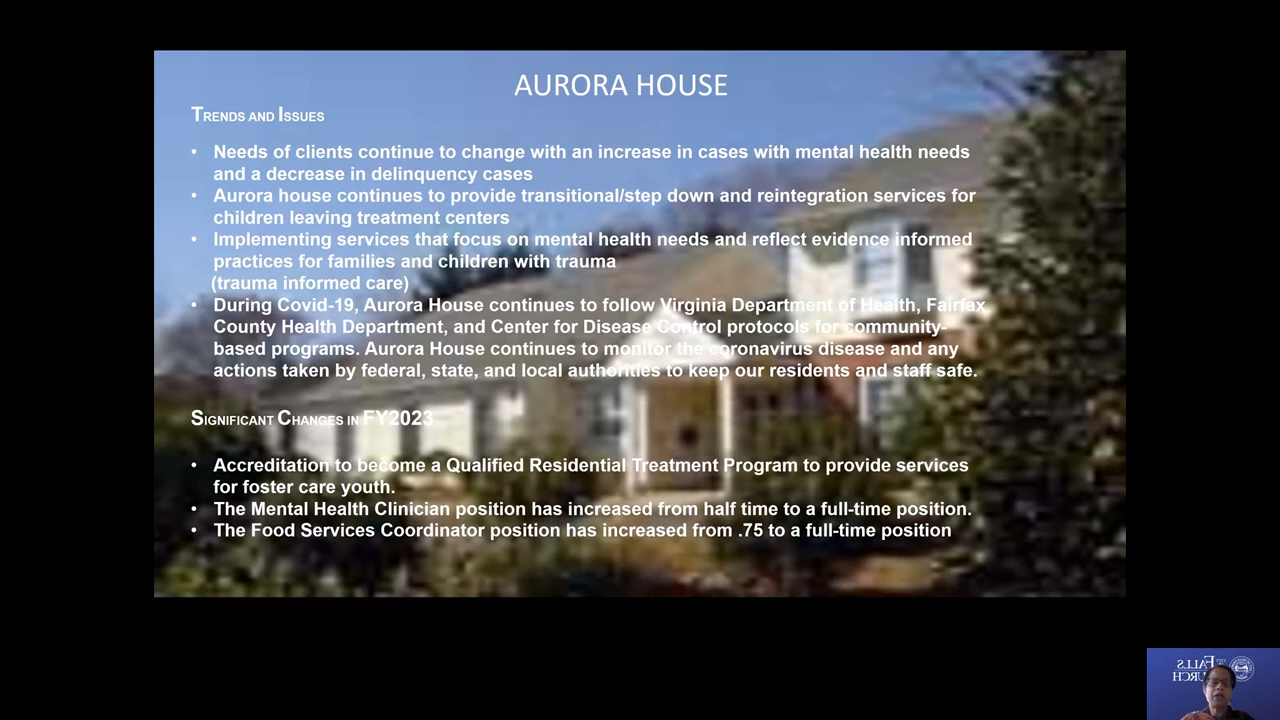 AURORA HOUSE
TRENDS AND ISSUES
• Needs of clients continue to change with an increase in cases with mental health needs
and a decrease in delinquency cases
• Aurora house continues to provide transitional/step down and reintegration services for
children leaving treatment centers
• Implementing services that focus on mental health needs and reflect evidence informed
practices for families and children with trauma
(trauma informed care)
• During Covid-19, Aurora House continues to follow Virginia Department of Health, Fairfax
County Health Department, and Center for Disease Control protocols for community-
based programs. Aurora House continues to monitor the coronavirus disease and any
actions taken by federal, state, and local authorities to keep our residents and staff safe.
SIGNIFICANT CHANGES IN FY2023
• Accreditation to become a Qualified Residential Treatment Program to provide services
for foster care youth.
• The Mental Health Clinician position has increased from half time to a full-time position.
• The Food Services Coordinator position has increased from .75 to a full-time position